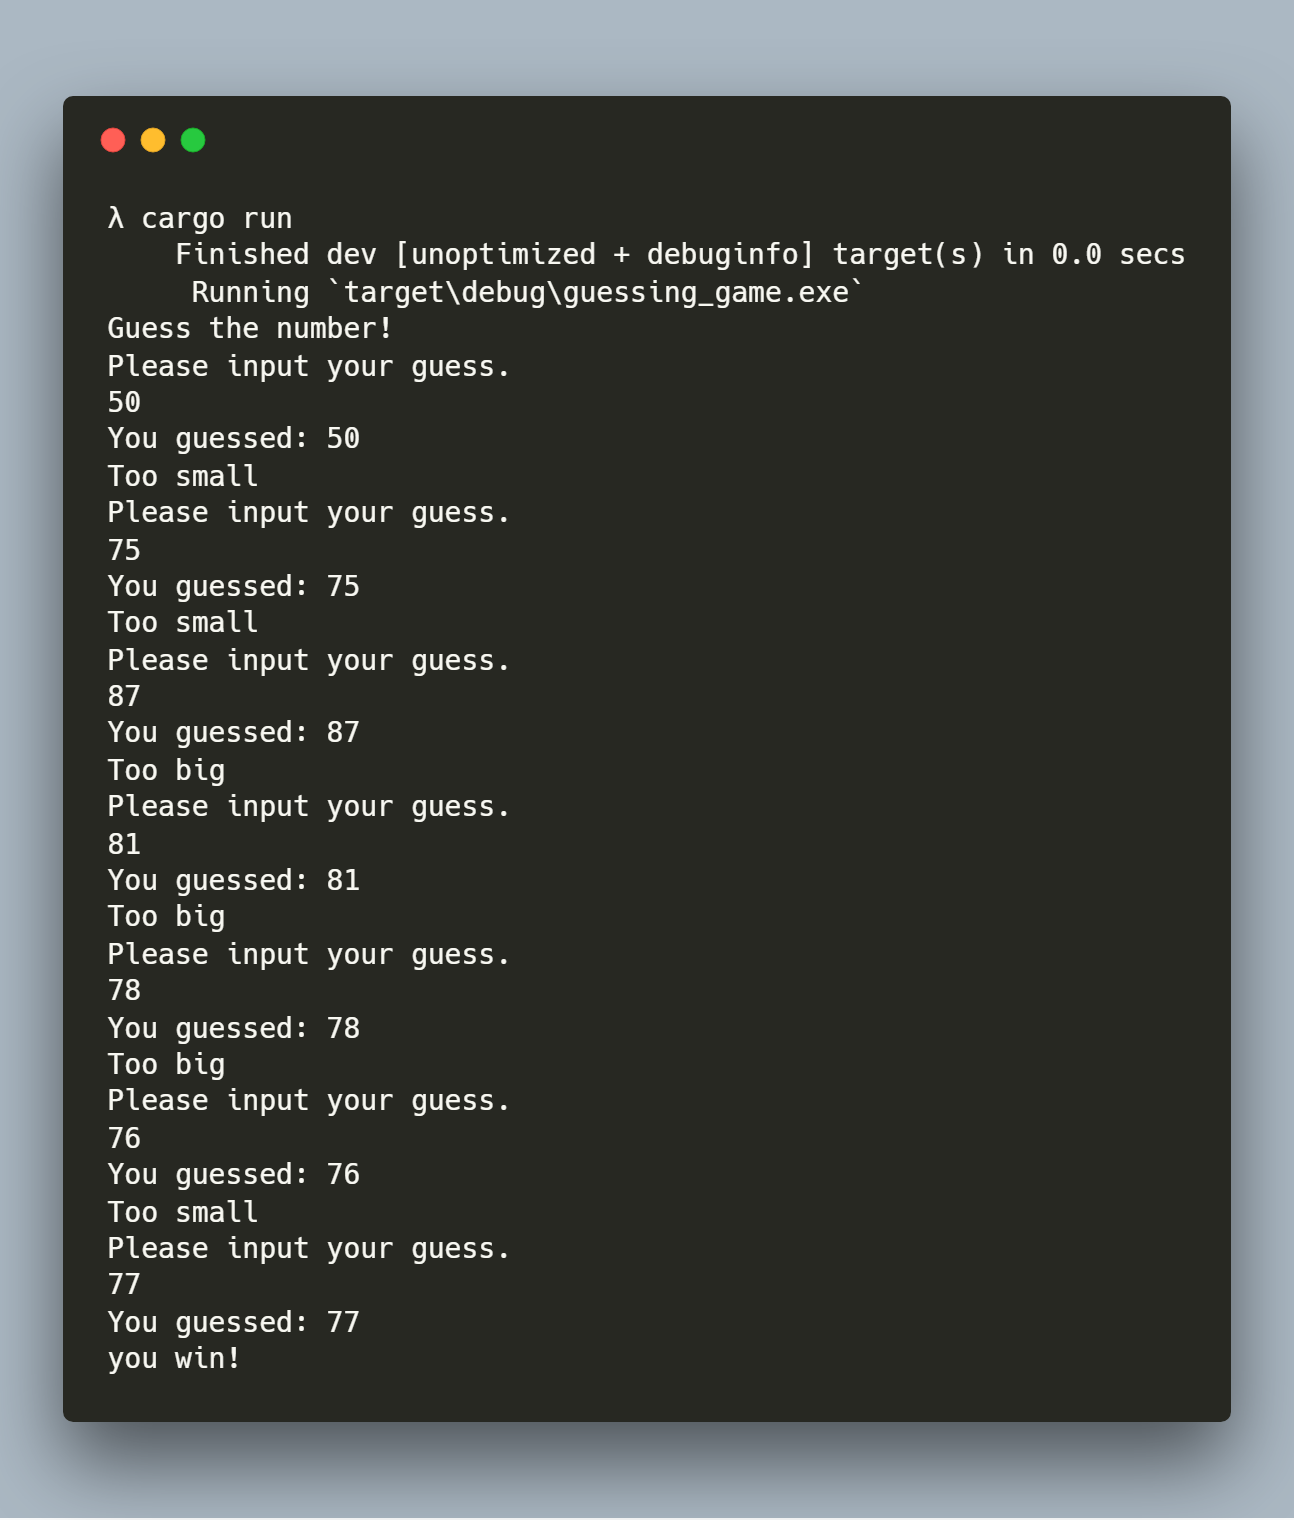 λ cargo run
    Finished dev [unoptimized + debuginfo] target(s) in 0.0 secs
     Running `target\debug\guessing_game.exe`
Guess the number!
Please input your guess.
50
You guessed: 50
Too small
Please input your guess.
75
You guessed: 75
Too small
Please input your guess.
87
You guessed: 87
Too big
Please input your guess.
81
You guessed: 81
Too big
Please input your guess.
78
You guessed: 78
Too big
Please input your guess.
76
You guessed: 76
Too small
Please input your guess.
77
You guessed: 77
you win!